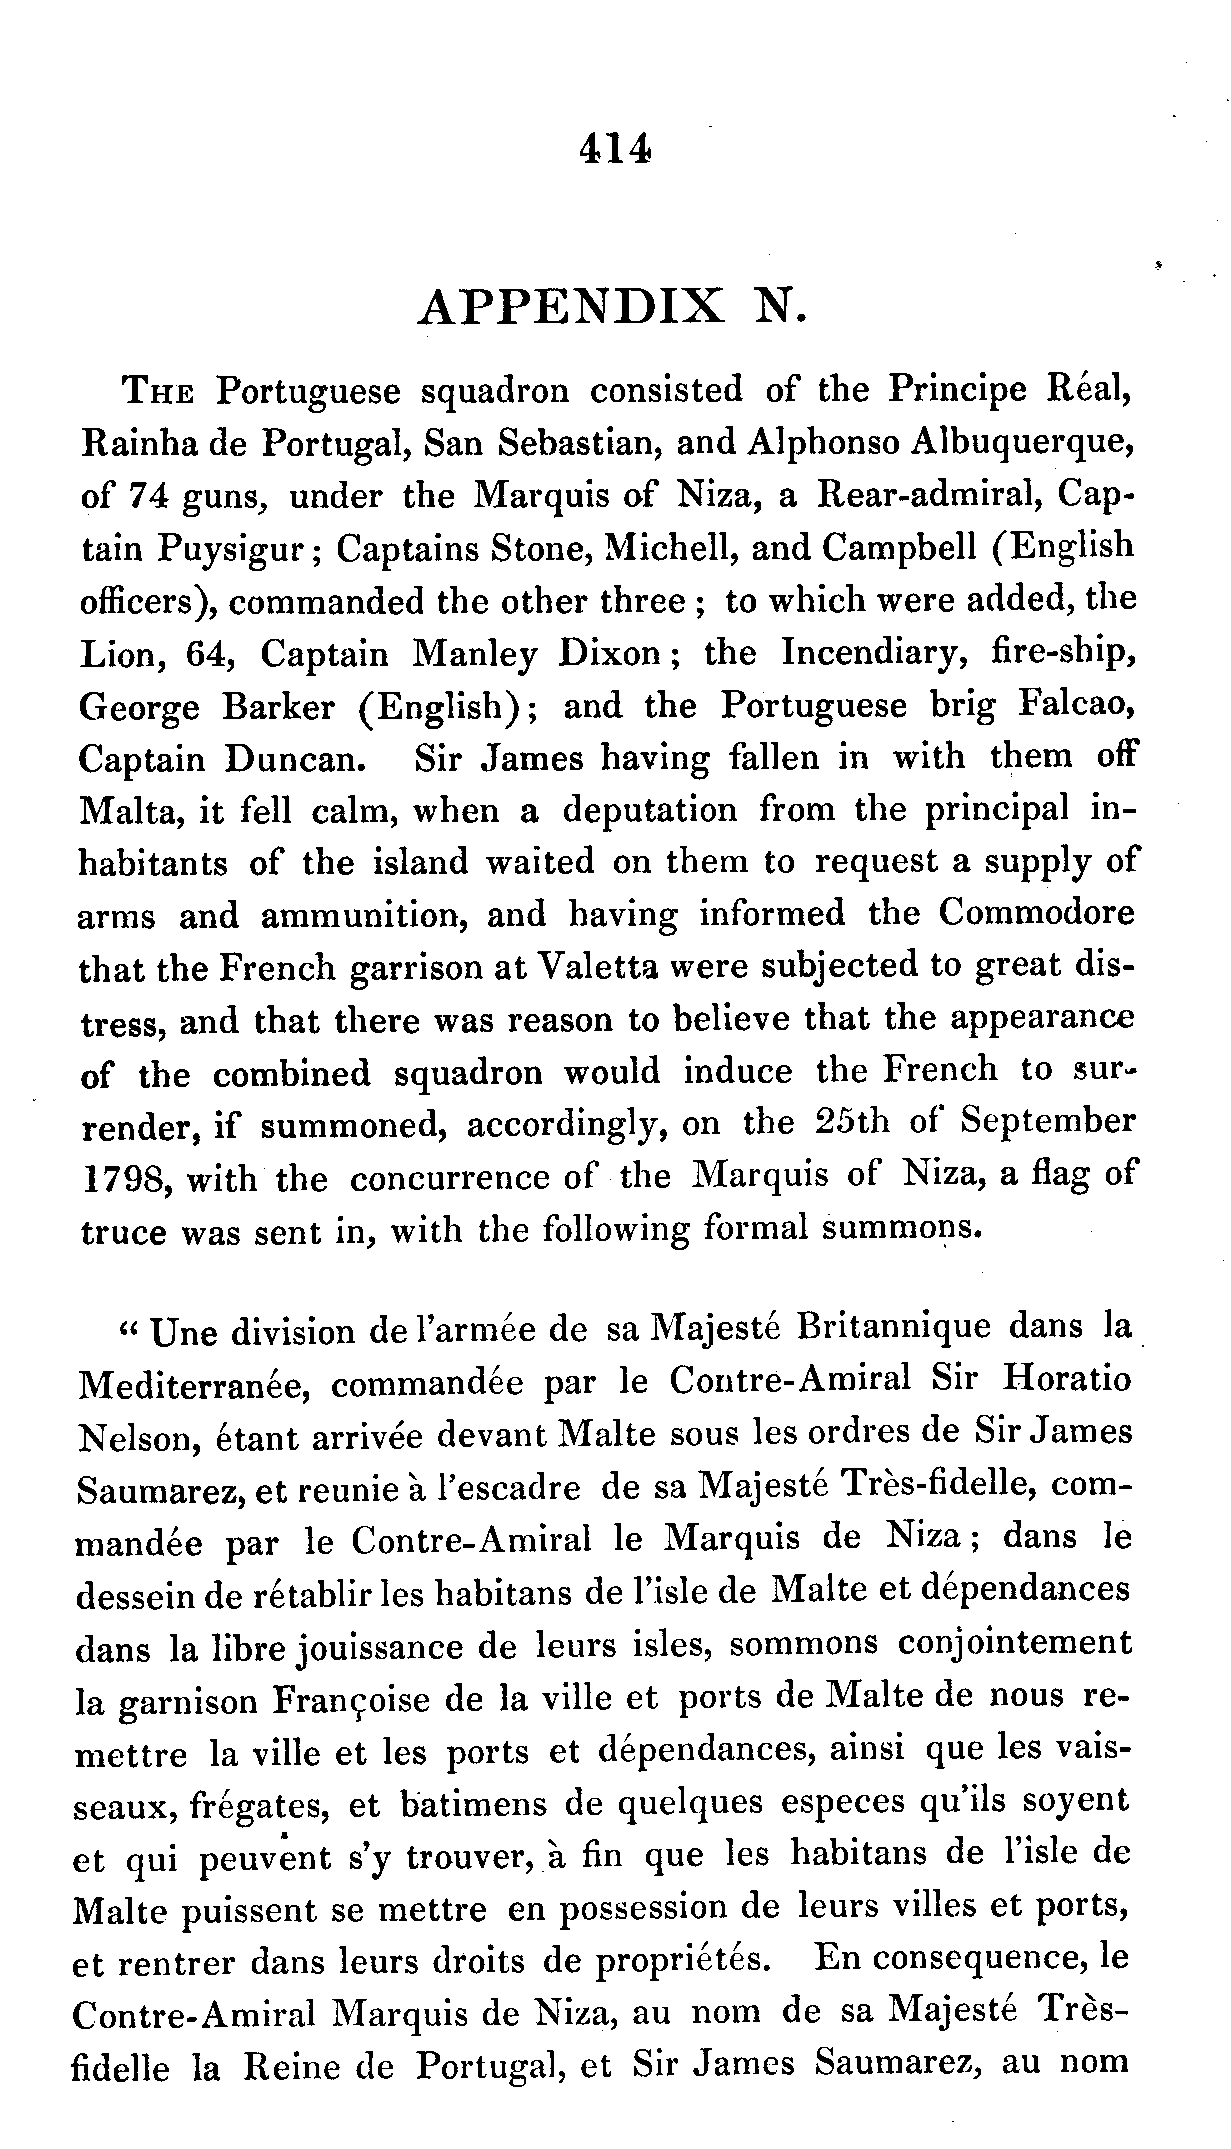 414
APPENDIX N.
THE Portuguese squadron consisted of the Principe Réal,
Rainha de Portugal, San Sebastian, and Alphonso Albuquerque,
of 74 guns, under the Marquis of Niza, a Rear-admiral, Cap-
tain Puysigur; Captains Stone, Michell, and Campbell (English
officers), commanded the other three; to which were added, the
Lion, 64, Captain Manley Dixon; the Incendiary, fire-ship,
George Barker (English); and the Portuguese brig Falcao,
Captain Duncan. Sir James having fallen in with them off
Malta, it fell calm, when a deputation from the principal in-
habitants of the island waited on them to request a supply of
arms and ammunition, and having informed the Commodore
that the French garrison at Valetta were subjected to great dis-
tress, and that there was reason to believe that the appearance
of the combined squadron would induce the French to sur-
render, if summoned, accordingly, on the 25th of September
1798, with the concurrence of the Marquis of Niza, a flag of
truce was sent in, with the following formal summons.
“ Une division de l’armée de sa Majesté Britannique dans la
Mediterranée, commandée par le Contre-Amiral Sir Horatio
Nelson, étant arrivée devant Malte sous les ordres de Sir James
Saumarez, et reunie à l’escadre de sa Majesté Très-fidelle, com-
mandée par le Contre-Amiral le Marquis de Niza; dans le
dessein de rétablir les habitans de l’isle de Malte et dépendances
dans la libre jouissance de leurs isles, sommons conjointement
la garnison Françoise de la ville et ports de Malte de nous re-
mettre la ville et les ports et dépendances, ainsi que les vais-
seaux, frégates, et batimens de quelques especes qu’ils soyent
et qui peuvent s’y trouver, à fin que les habitans de l’isle de
Malte puissent se mettre en possession de leurs villes et ports,
et rentrer dans leurs droits de propriétés. En consequence, le
Contre-Amiral Marquis de Niza, au nom de sa Majesté Très-
fidelle la Reine de Portugal, et Sir James Saumarez, au nom